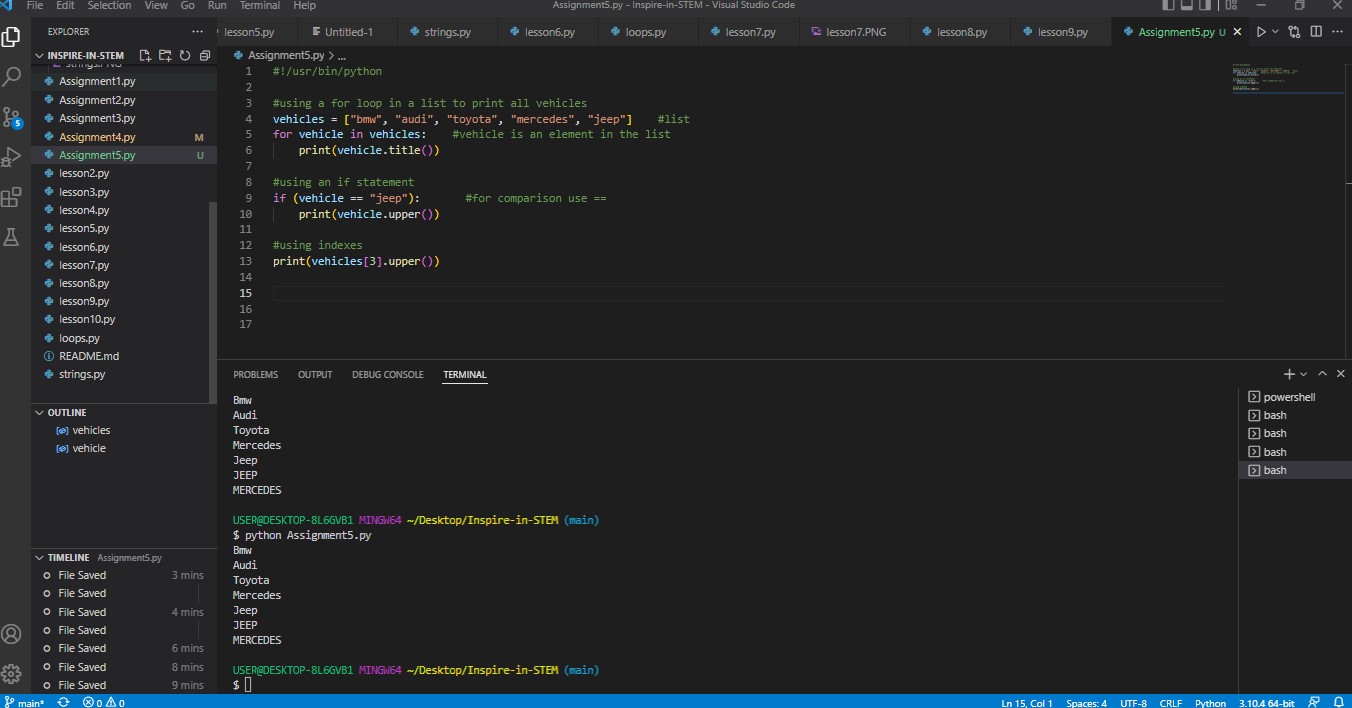 File Edit Selection View Go Run Terminal Help Assignment5.py - Inspire-in-STEM - Visual Studio Code
EXPLORER ···
lesson5.py Untitled-1 strings.py lesson6.py loops.py lesson7.py lesson7.PNG lesson8.py lesson9.py Assignment5.py U
INSPIRE-IN-STEM
Assignment1.py
Assignment2.py
Assignment3.py
Assignment4.py M
Assignment5.py U
lesson2.py
lesson3.py
lesson4.py
lesson5.py
lesson6.py
lesson7.py
lesson8.py
lesson9.py
lesson10.py
loops.py
README.md
strings.py
5
OUTLINE
vehicles
vehicle
TIMELINE Assignment5.py
File Saved 3 mins
File Saved
File Saved 4 mins
File Saved
File Saved 6 mins
File Saved 8 mins
File Saved 9 mins
Assignment5.py > ...
1 #!/usr/bin/python
2
3 #using a for loop in a list to print all vehicles
4 vehicles = ["bmw", "audi", "toyota", "mercedes", "jeep"] #list
5 for vehicle in vehicles: #vehicle is an element in the list
6 print(vehicle.title())
7
8 #using an if statement
9 if (vehicle == "jeep"): #for comparison use ==
10 print(vehicle.upper())
11
12 #using indexes
13 print(vehicles[3].upper())
14
15
16
17
PROBLEMS OUTPUT DEBUG CONSOLE TERMINAL
Bmw
Audi
Toyota
Mercedes
Jeep
JEEP
MERCEDES
USER@DESKTOP-8L6GVB1 MINGW64 ~/Desktop/Inspire-in-STEM (main)
$ python Assignment5.py
Bmw
Audi
Toyota
Mercedes
Jeep
JEEP
MERCEDES
USER@DESKTOP-8L6GVB1 MINGW64 ~/Desktop/Inspire-in-STEM (main)
$
powershell
bash
bash
bash
bash
main* 0 0 Ln 15, Col 1 Spaces: 4 UTF-8 CRLF Python 3.10.4 64-bit